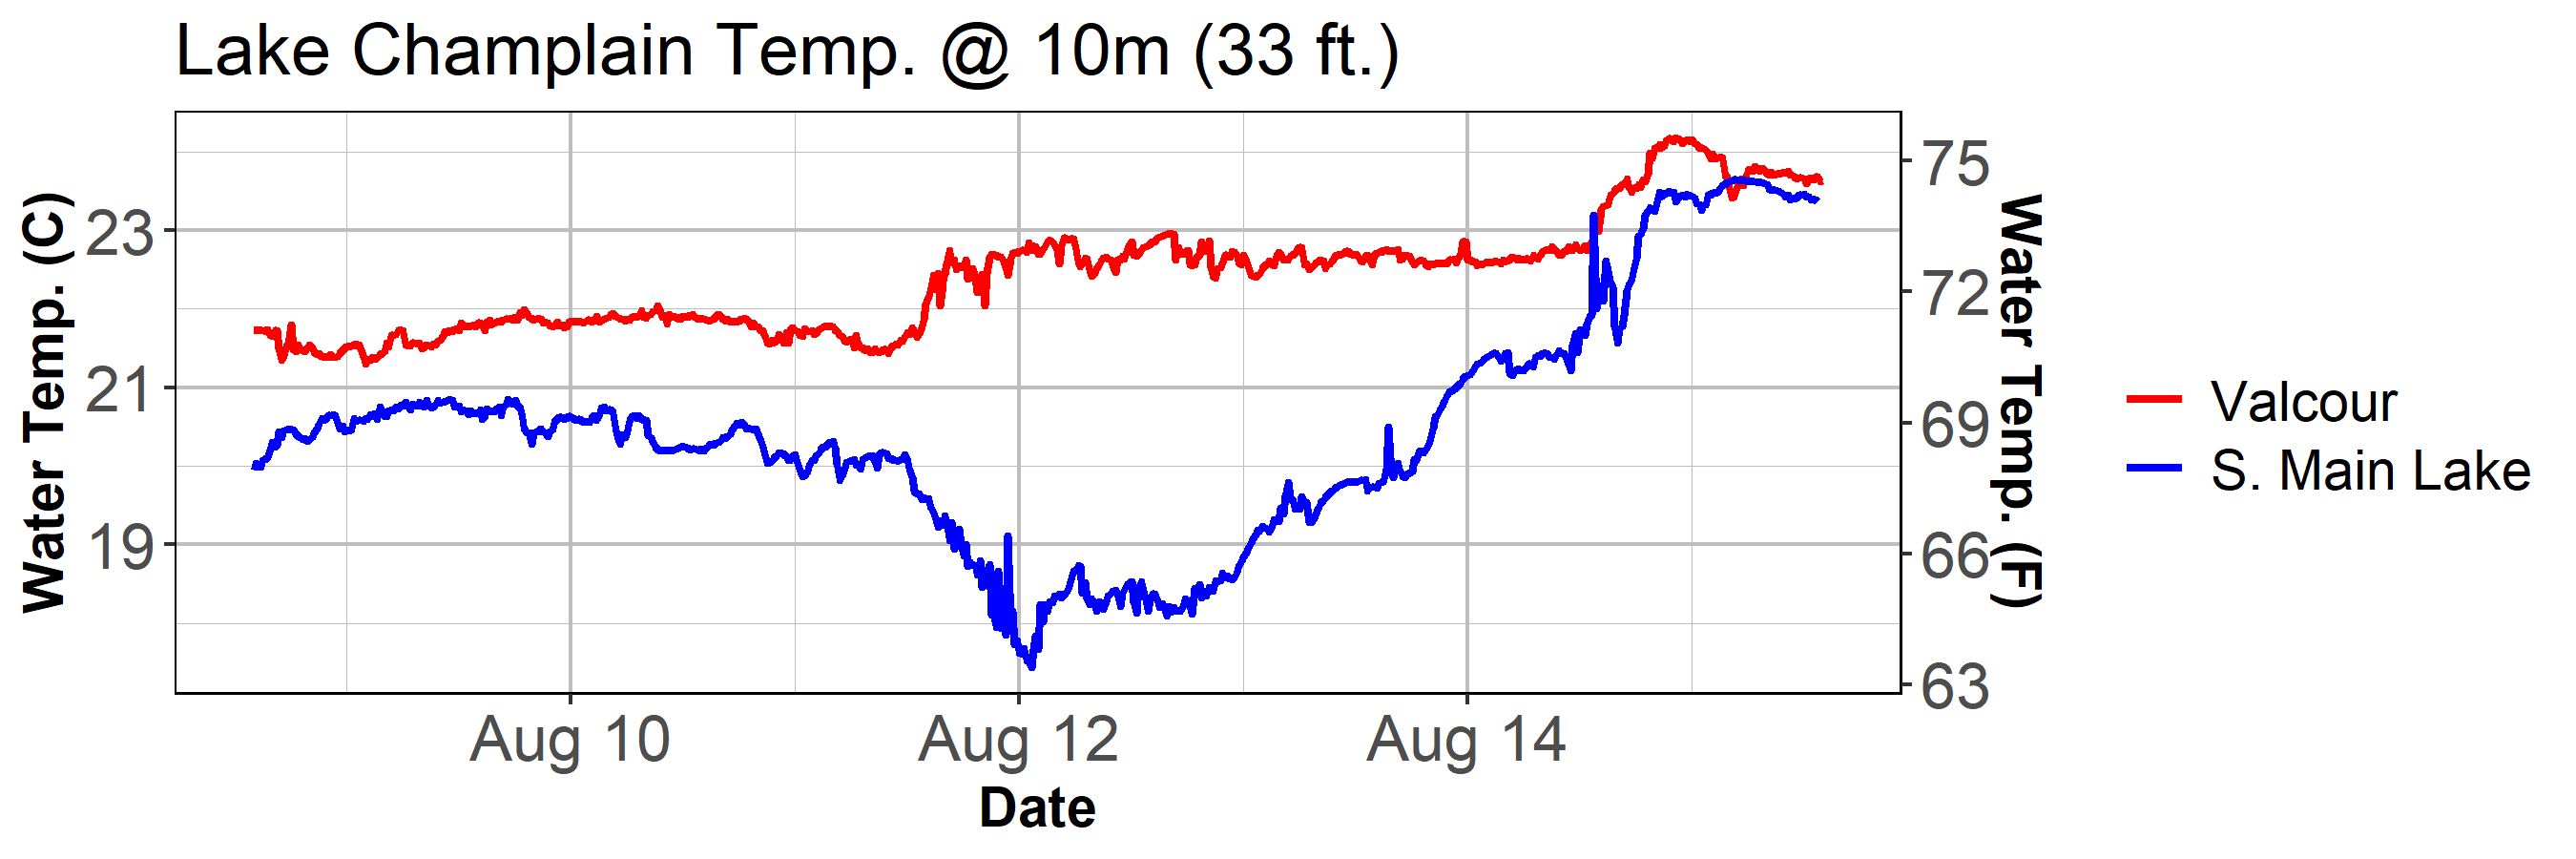 Lake Champlain Temp. @ 10m (33 ft.)
Water Temp. (C)
23
21
19
75
72
69
66
63
Water Temp. (F)
Aug 10
Aug 12
Aug 14
Date
Valcour
S. Main Lake